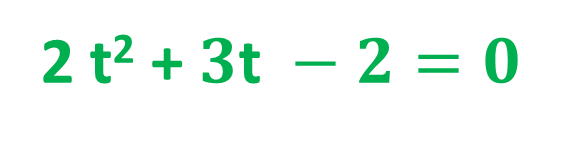 2 t² + 3t − 2 = 0